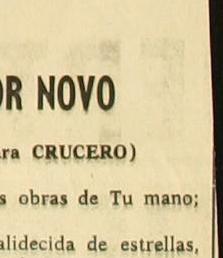 OR NOVO
ra CRUCERO)
s obras de Tu mano;
alidecida de estrellas,